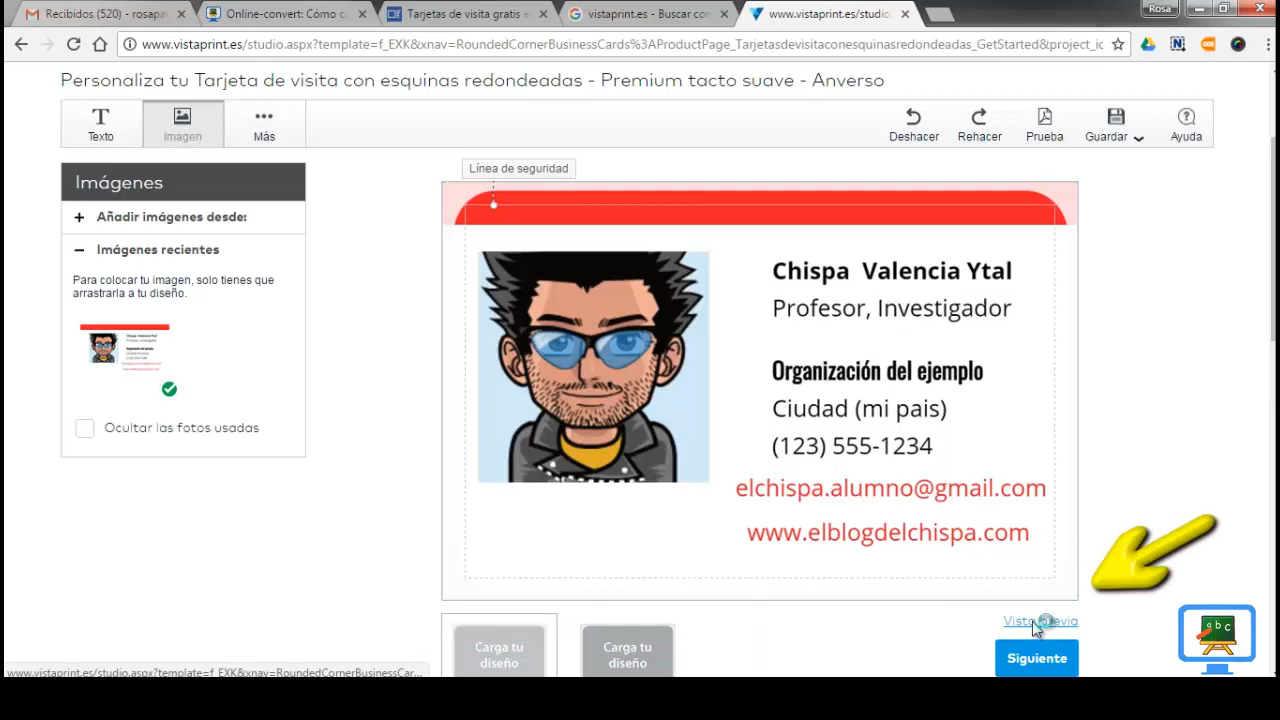 Recibidos (520) - rosapa
Online-convert: Cómo co
Tarjetas de visita gratis e
vistaprint.es - Buscar con
www.vistaprint.es/studio.
Rosa
www.vistaprint.es/studio.aspx?template=f_EXK&xnav=RoundedCornerBusinessCards%3AProductPage_Tarjetasdevisitaconesquinasredondeadas_GetStarted&project_ic
Personaliza tu Tarjeta de visita con esquinas redondeadas - Premium tacto suave - Anverso
Texto
Imagen
Más
Deshacer
Rehacer
Prueba
Guardar
Ayuda
Línea de seguridad
Imágenes
+ Añadir imágenes desde:
− Imágenes recientes
Para colocar tu imagen, solo tienes que
arrastrarla a tu diseño.
Ocultar las fotos usadas
Chispa Valencia Ytal
Profesor, Investigador
Organización del ejemplo
Ciudad (mi pais)
(123) 555-1234
elchispa.alumno@gmail.com
www.elblogdelchispa.com
Vista previa
Carga tu
diseño
Carga tu
diseño
Siguiente
abc
www.vistaprint.es/studio.aspx?template=f_EXK&xnav=RoundedCornerBusinessCar...